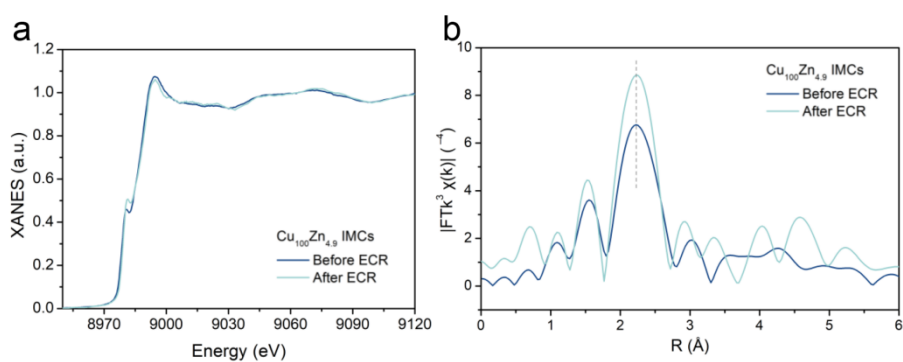 a
XANES (a.u.)
1.2
1.0
0.8
0.6
0.4
0.2
0.0
Cu₁₀₀Zn₄.₉ IMCs
Before ECR
After ECR
8970 9000 9030 9060 9090 9120
Energy (eV)
b
|FTk³ χ(k)| (⁻⁴)
10
8
6
4
2
0
Cu₁₀₀Zn₄.₉ IMCs
Before ECR
After ECR
0 1 2 3 4 5 6
R (Å)